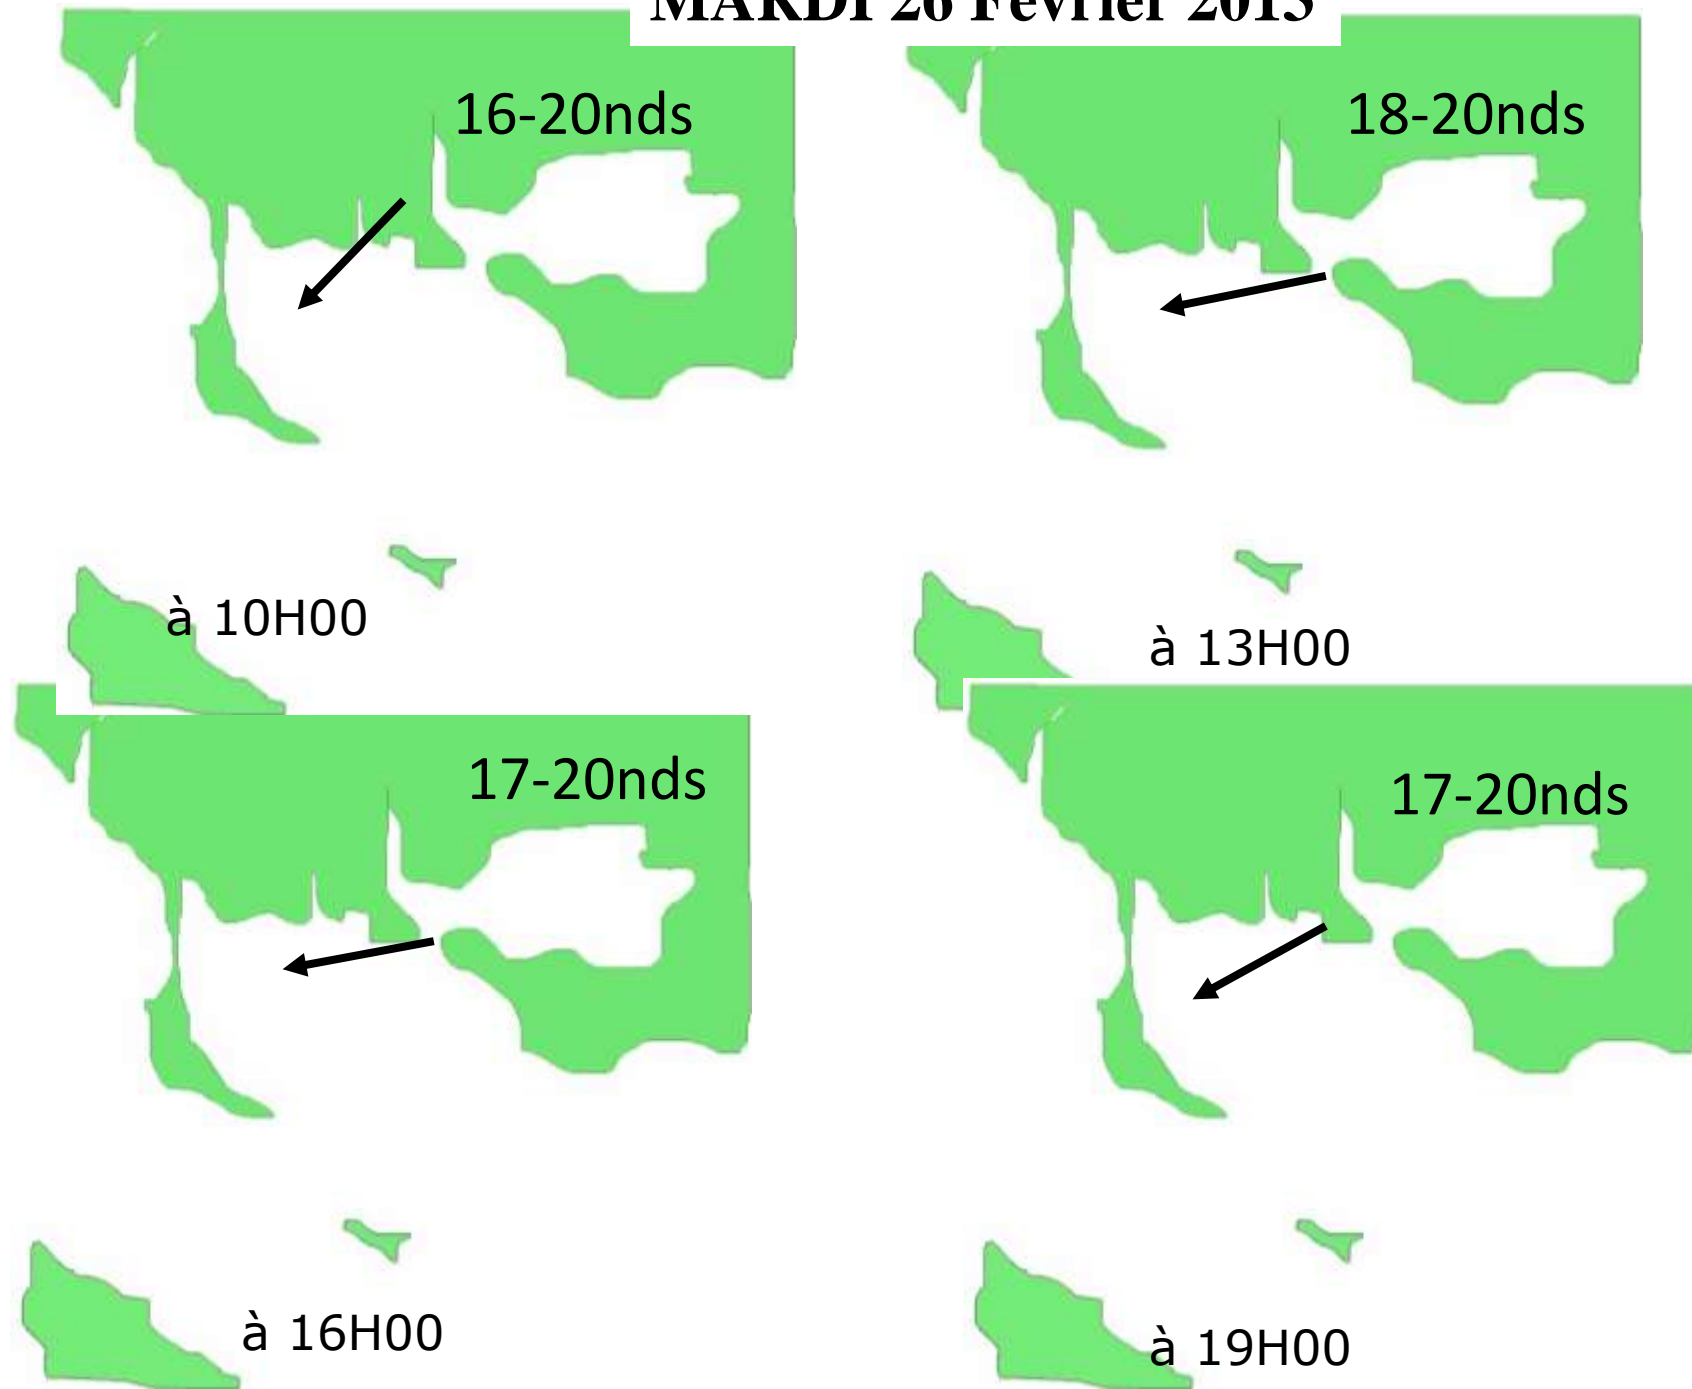 MARDI 26 Février 2013
16-20nds
18-20nds
à 10H00
à 13H00
17-20nds
17-20nds
à 16H00
à 19H00